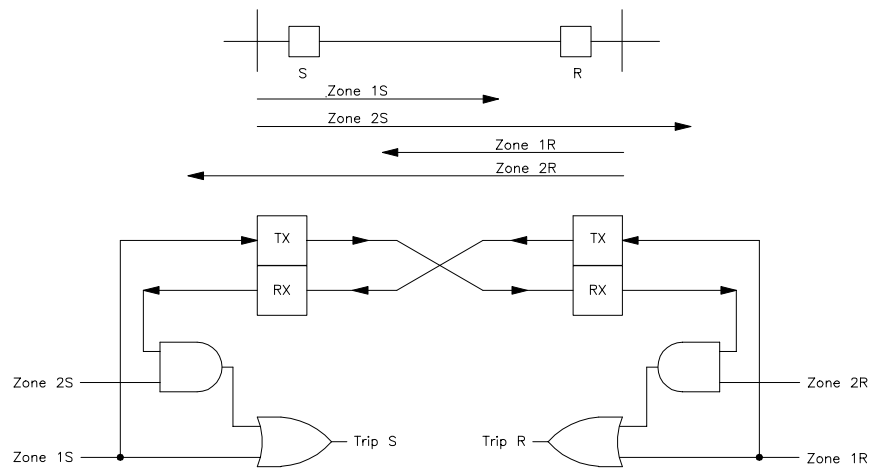 S R
Zone 1S
Zone 2S
Zone 1R
Zone 2R
TX TX
RX RX
Zone 2S Zone 2R
Trip S Trip R
Zone 1S Zone 1R